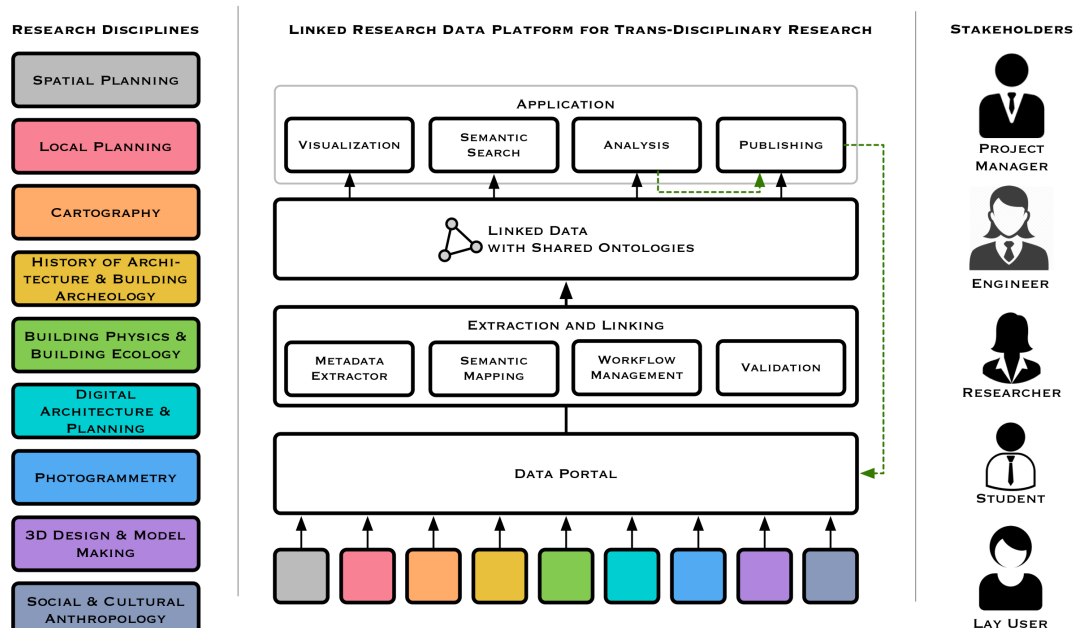 Research Disciplines
Spatial Planning
Local Planning
Cartography
History of Archi-
tecture & Building
Archeology
Building Physics &
Building Ecology
Digital
Architecture &
Planning
Photogrammetry
3D Design & Model
Making
Social & Cultural
Anthropology
Linked Research Data Platform for Trans-Disciplinary Research
Application
Visualization
Semantic
Search
Analysis
Publishing
Linked Data
with Shared Ontologies
Extraction and Linking
Metadata
Extractor
Semantic
Mapping
Workflow
Management
Validation
Data Portal
Stakeholders
Project
Manager
Engineer
Researcher
Student
Lay User